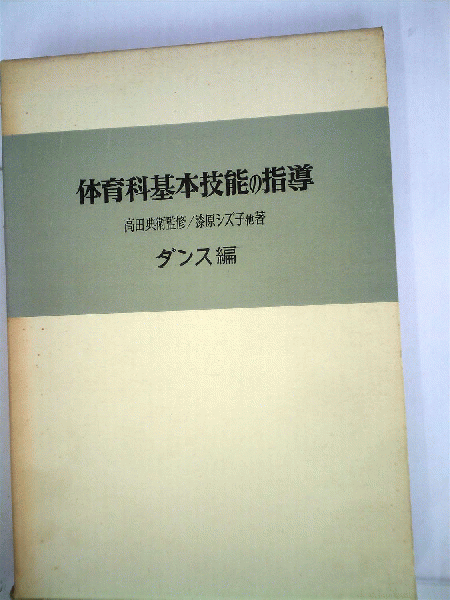 体育科基本技能の指導
高田典衛監修/漆原シズ子他著
ダンス編